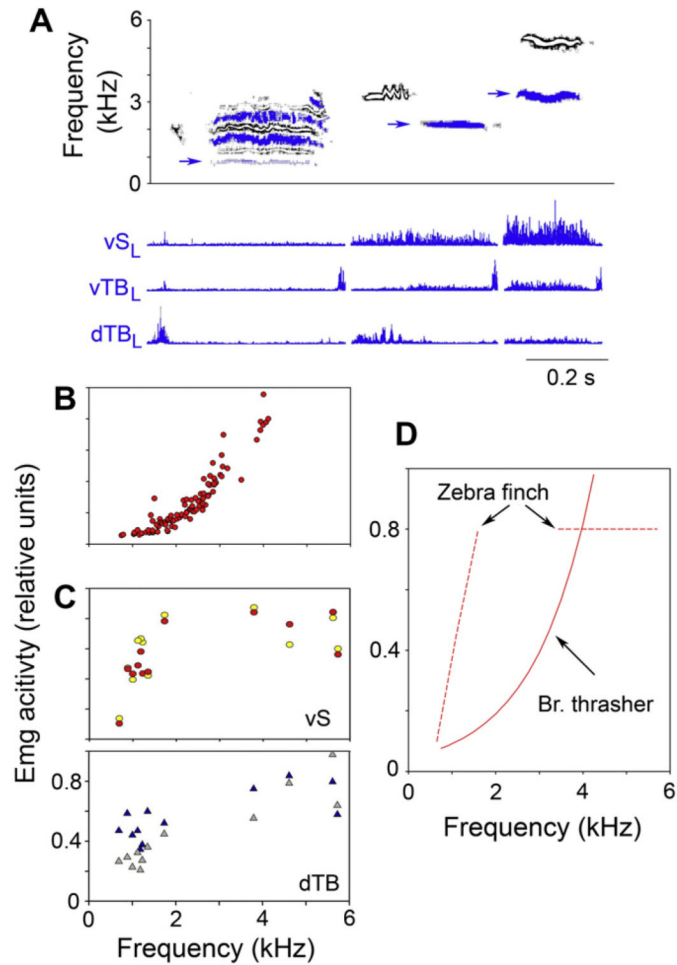 A
Frequency
(kHz)
6
3
0
vSL
vTBL
dTBL
0.2 s
B
D
Emg acitivty (relative units)
Zebra finch
0.8
C
0.4
vS
Br. thrasher
0.8
0
0 2 4 6
Frequency (kHz)
0.4
dTB
0
0 2 4 6
Frequency (kHz)